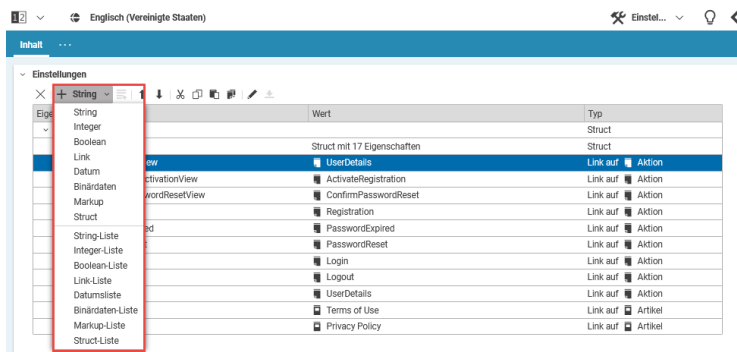 12 Englisch (Vereinigte Staaten) Einstel...
Inhalt ...
Einstellungen
+ String
Eige Wert Typ
Struct
Struct mit 17 Eigenschaften Struct
ew UserDetails Link auf Aktion
ctivationView ActivateRegistration Link auf Aktion
wordResetView ConfirmPasswordReset Link auf Aktion
Registration Link auf Aktion
ed PasswordExpired Link auf Aktion
PasswordReset Link auf Aktion
Login Link auf Aktion
Logout Link auf Aktion
UserDetails Link auf Aktion
Terms of Use Link auf Artikel
Privacy Policy Link auf Artikel
String
Integer
Boolean
Link
Datum
Binärdaten
Markup
Struct
String-Liste
Integer-Liste
Boolean-Liste
Link-Liste
Datumsliste
Binärdaten-Liste
Markup-Liste
Struct-Liste